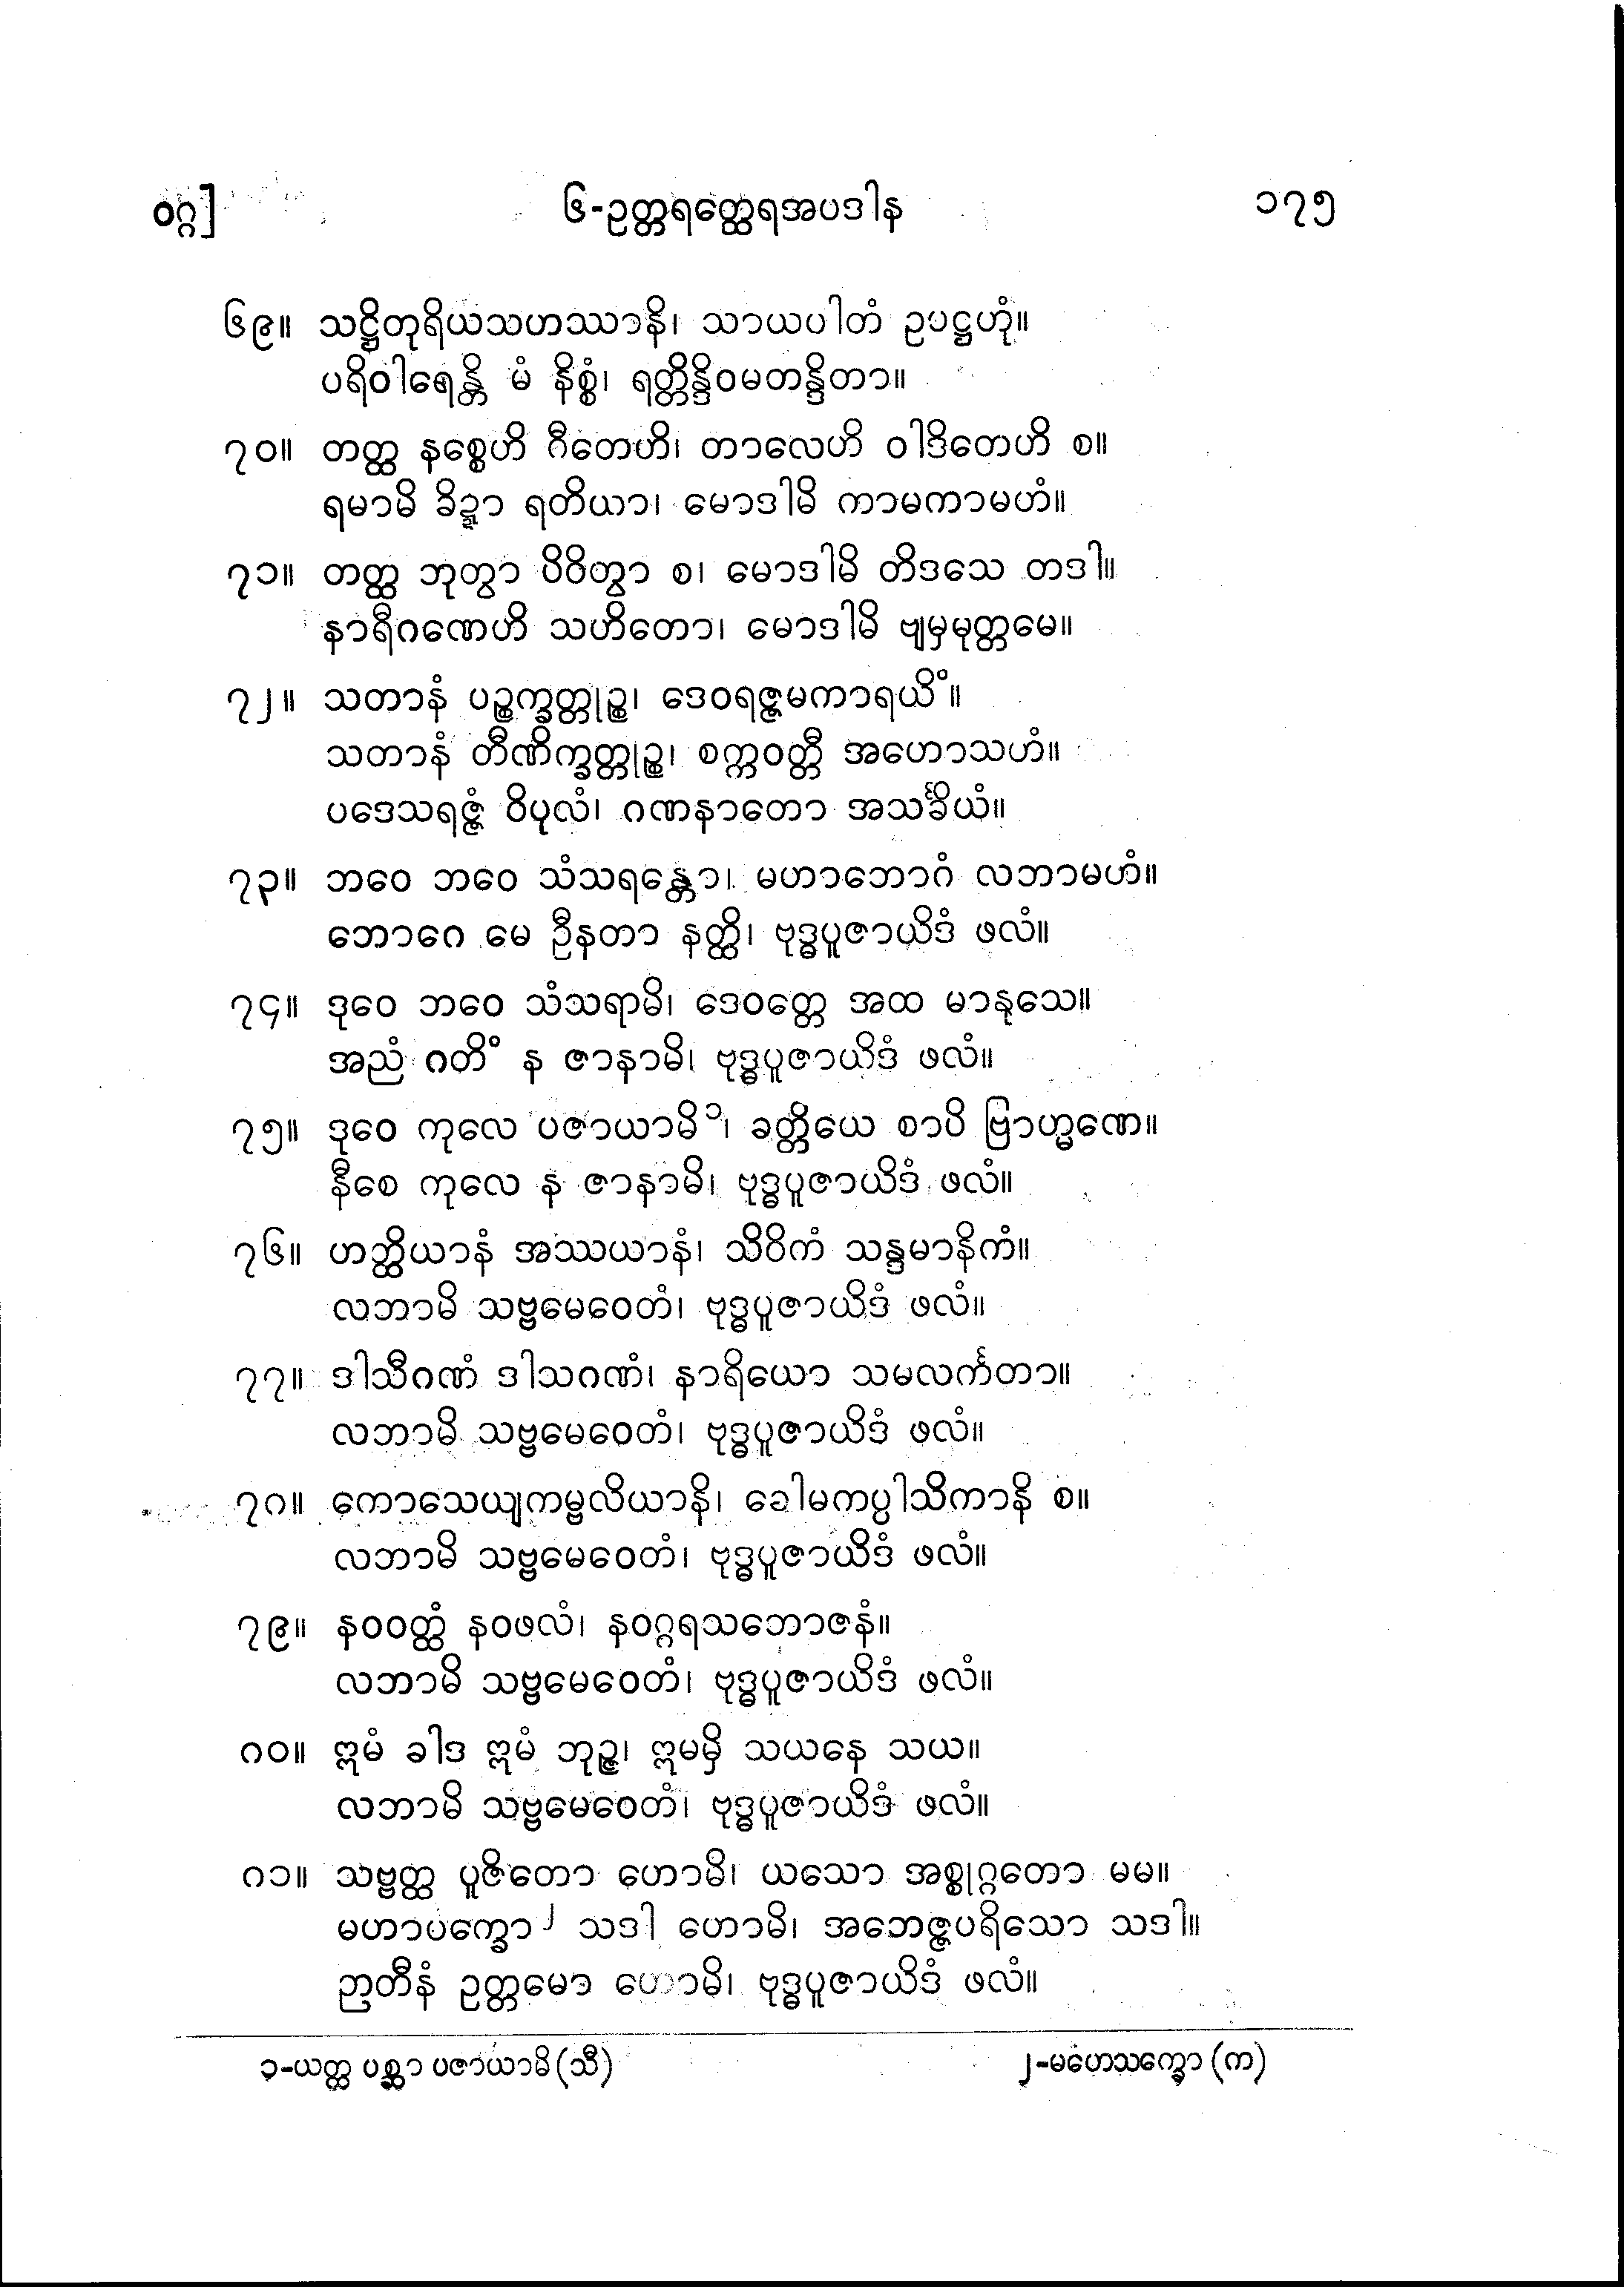 ဝဂ္ဂ] ၆-ဥတ္တရတ္ထေရအပဒါန ၁၇၅
၆၉။ သဋ္ဌိတုရိယသဟဿာနိ၊ သာယပါတံ ဥပဋ္ဌဟုံ။
ပရိဝါရေန္တိ မံ နိစ္စံ၊ ရတ္တိန္ဒိဝမတန္ဒိတာ။
၇၀။ တတ္ထ နစ္စေဟိ ဂီတေဟိ၊ တာလေဟိ ဝါဒိတေဟိ စ။
ရမာမိ ခိဍ္ဍာ ရတိယာ၊ မောဒါမိ ကာမကာမဟံ။
၇၁။ တတ္ထ ဘုတွာ ပိဝိတွာ စ၊ မောဒါမိ တိဒသေ တဒါ။
နာရီဂဏေဟိ သဟိတော၊ မောဒါမိ ဗျမှမုတ္တမေ။
၇၂။ သတာနံ ပဉ္စက္ခတ္တုဉ္စ၊ ဒေဝရဇ္ဇမကာရယိံ။
သတာနံ တီဏိက္ခတ္တုဉ္စ၊ စက္ကဝတ္တီ အဟောသဟံ။
ပဒေသရဇ္ဇံ ဝိပုလံ၊ ဂဏနာတော အသင်္ခိယံ။
၇၃။ ဘဝေ ဘဝေ သံသရန္တော၊ မဟာဘောဂံ လဘာမဟံ။
ဘောဂေ မေ ဦနတာ နတ္ထိ၊ ဗုဒ္ဓပူဇာယိဒံ ဖလံ။
၇၄။ ဒုဝေ ဘဝေ သံသရာမိ၊ ဒေဝတ္တေ အထ မာနုသေ။
အညံ ဂတိံ န ဇာနာမိ၊ ဗုဒ္ဓပူဇာယိဒံ ဖလံ။
၇၅။ ဒုဝေ ကုလေ ပဇာယာမိ၁၊ ခတ္တိယေ စာပိ ဗြာဟ္မဏေ။
နီစေ ကုလေ န ဇာနာမိ၊ ဗုဒ္ဓပူဇာယိဒံ ဖလံ။
၇၆။ ဟတ္ထိယာနံ အဿယာနံ၊ သိဝိကံ သန္ဒမာနိကံ။
လဘာမိ သဗ္ဗမေဝေတံ၊ ဗုဒ္ဓပူဇာယိဒံ ဖလံ။
၇၇။ ဒါသီဂဏံ ဒါသဂဏံ၊ နာရိယော သမလင်္ကတာ။
လဘာမိ သဗ္ဗမေဝေတံ၊ ဗုဒ္ဓပူဇာယိဒံ ဖလံ။
၇၈။ ကောသေယျကမ္ဗလိယာနိ၊ ခေါမကပ္ပါသိကာနိ စ။
လဘာမိ သဗ္ဗမေဝေတံ၊ ဗုဒ္ဓပူဇာယိဒံ ဖလံ။
၇၉။ နဝဝတ္ထံ နဝဖလံ၊ နဝဂ္ဂရသဘောဇနံ။
လဘာမိ သဗ္ဗမေဝေတံ၊ ဗုဒ္ဓပူဇာယိဒံ ဖလံ။
၈၀။ ဣမံ ခါဒ ဣမံ ဘုဉ္ဇ၊ ဣမမှိ သယနေ သယ။
လဘာမိ သဗ္ဗမေဝေတံ၊ ဗုဒ္ဓပူဇာယိဒံ ဖလံ။
၈၁။ သဗ္ဗတ္ထ ပူဇိတော ဟောမိ၊ ယသော အစ္စုဂ္ဂတော မမ။
မဟာပက္ခော၂ သဒါ ဟောမိ၊ အဘေဇ္ဇပရိသော သဒါ။
ဉာတီနံ ဥတ္တမော ဟောမိ၊ ဗုဒ္ဓပူဇာယိဒံ ဖလံ။
၁-ယတ္ထ ပစ္ဆာ ပဇာယာမိ (သီ) ၂-မဟေသက္ခော (က)